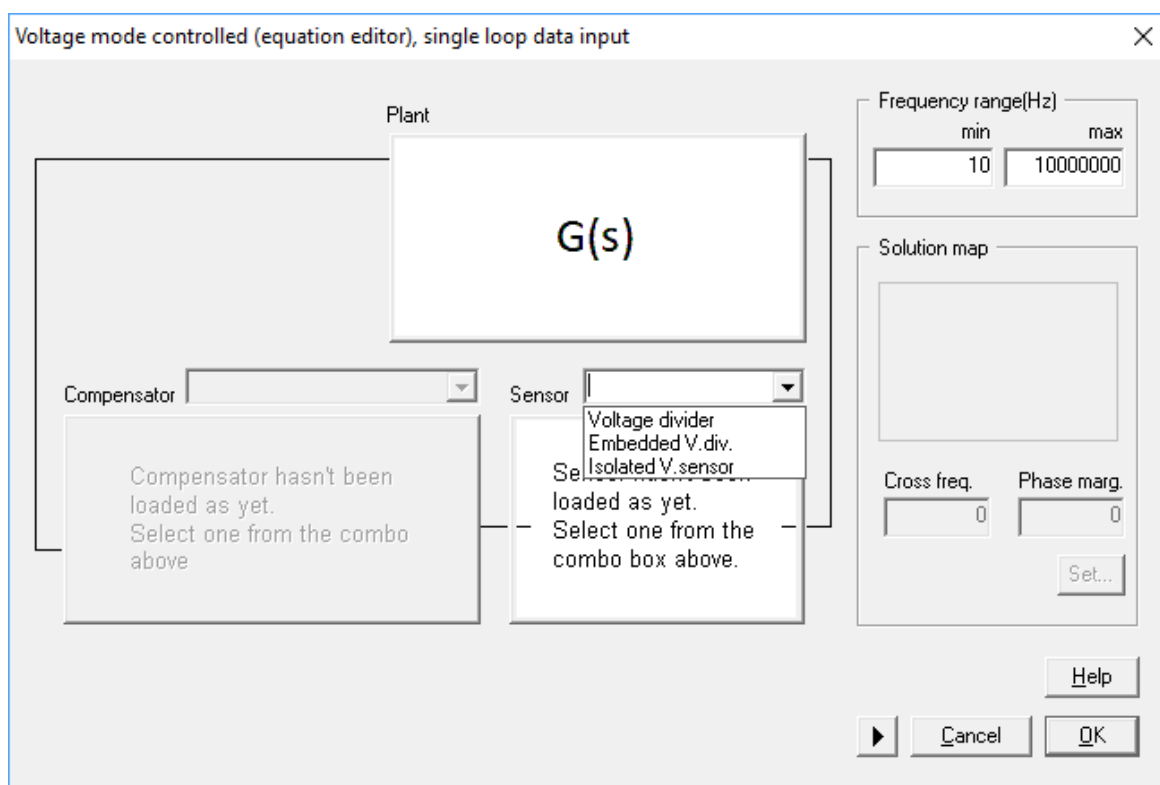 Voltage mode controlled (equation editor), single loop data input
Plant
G(s)
Frequency range(Hz)
min max
10 10000000
Solution map
Compensator
Sensor
Voltage divider
Embedded V.div.
Isolated V.sensor
Compensator hasn't been
loaded as yet.
Select one from the combo
above
loaded as yet.
Select one from the
combo box above.
Cross freq. Phase marg.
0 0
Set...
Help
Cancel OK